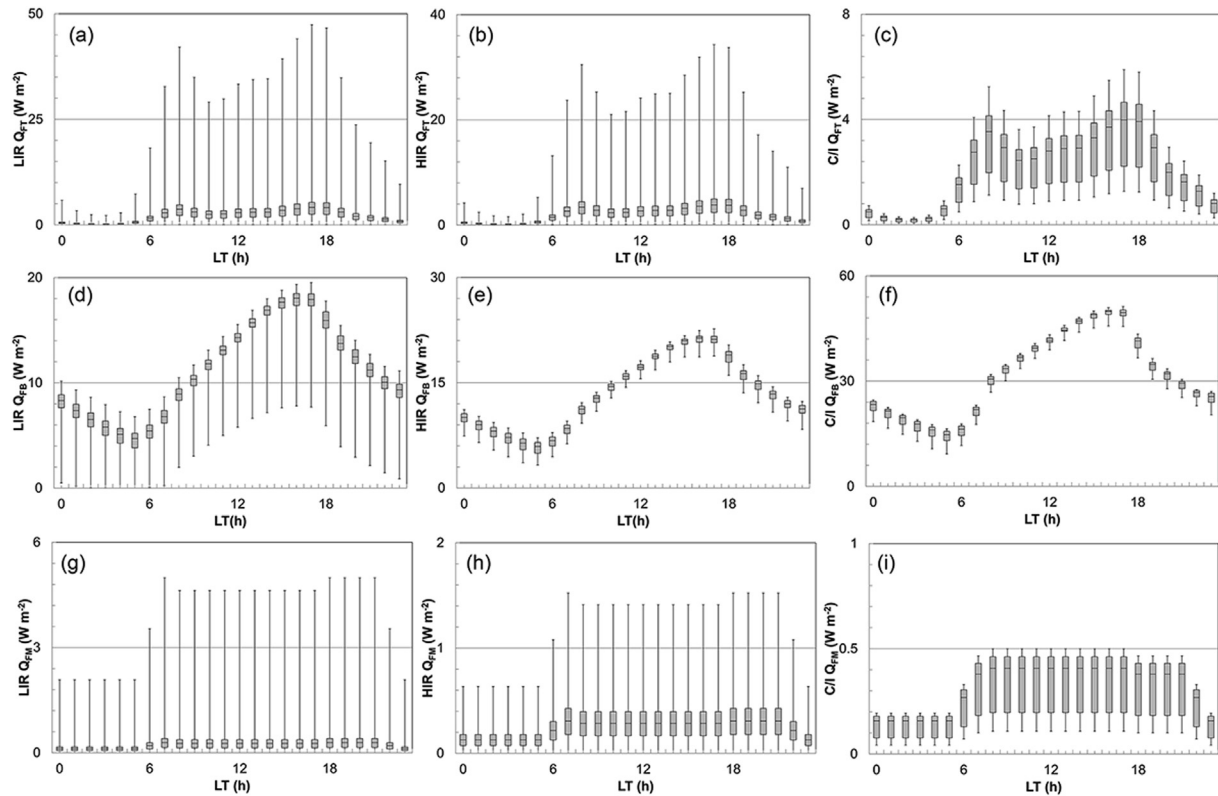 (a)
LIR Q_FT (W m⁻²)
50
25
0
0 6 12 18
LT (h)
(b)
HIR Q_FT (W m⁻²)
40
20
0
0 6 12 18
LT (h)
(c)
C/I Q_FT (W m⁻²)
8
4
0
0 6 12 18
LT (h)
(d)
LIR Q_FB (W m⁻²)
20
10
0
0 6 12 18
LT(h)
(e)
HIR Q_FB (W m⁻²)
30
15
0
0 6 12 18
LT(h)
(f)
C/I Q_FB (W m⁻²)
60
30
0
0 6 12 18
LT (h)
(g)
LIR Q_FM (W m⁻²)
6
3
0
0 6 12 18
LT (h)
(h)
HIR Q_FM (W m⁻²)
2
1
0
0 6 12 18
LT (h)
(i)
C/I Q_FM (W m⁻²)
1
0.5
0
0 6 12 18
LT (h)